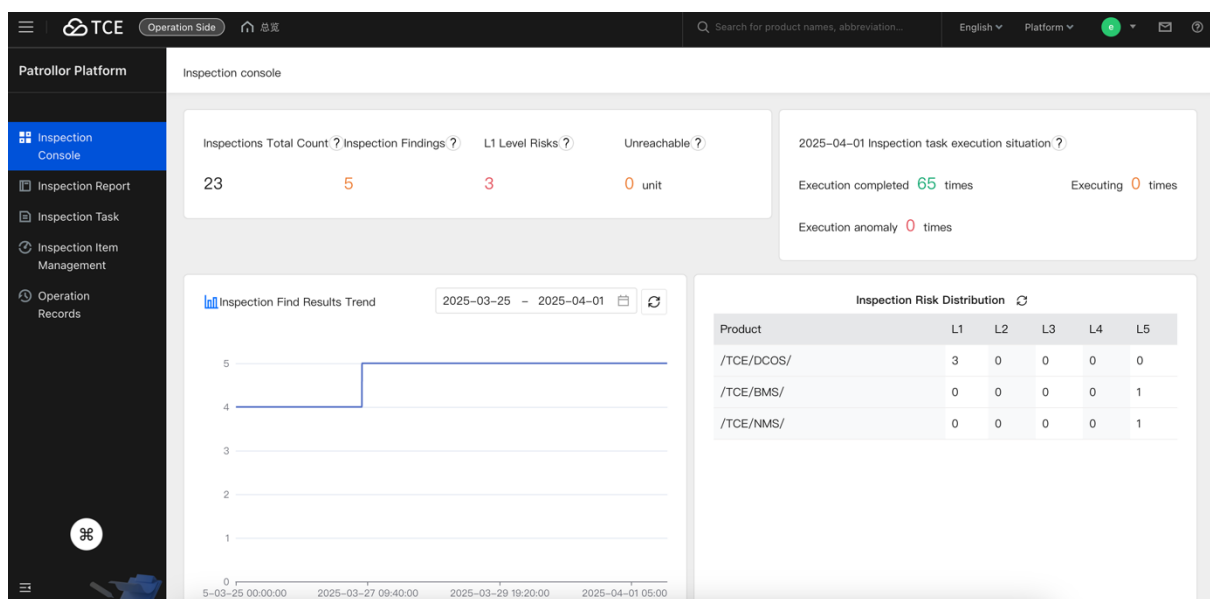 TCE Operation Side 总览 Search for product names, abbreviation... English Platform e
Patrollor Platform
Inspection console
Inspection
Console
Inspection Report
Inspection Task
Inspection Item
Management
Operation
Records
Inspections Total Count ? Inspection Findings ? L1 Level Risks ? Unreachable ?
23 5 3 0 unit
2025-04-01 Inspection task execution situation ?
Execution completed 65 times Executing 0 times
Execution anomaly 0 times
Inspection Find Results Trend 2025-03-25 – 2025-04-01
5
4
3
2
1
0
5-03-25 00:00:00 2025-03-27 09:40:00 2025-03-29 19:20:00 2025-04-01 05:00
Inspection Risk Distribution
Product L1 L2 L3 L4 L5
/TCE/DCOS/ 3 0 0 0 0
/TCE/BMS/ 0 0 0 0 1
/TCE/NMS/ 0 0 0 0 1